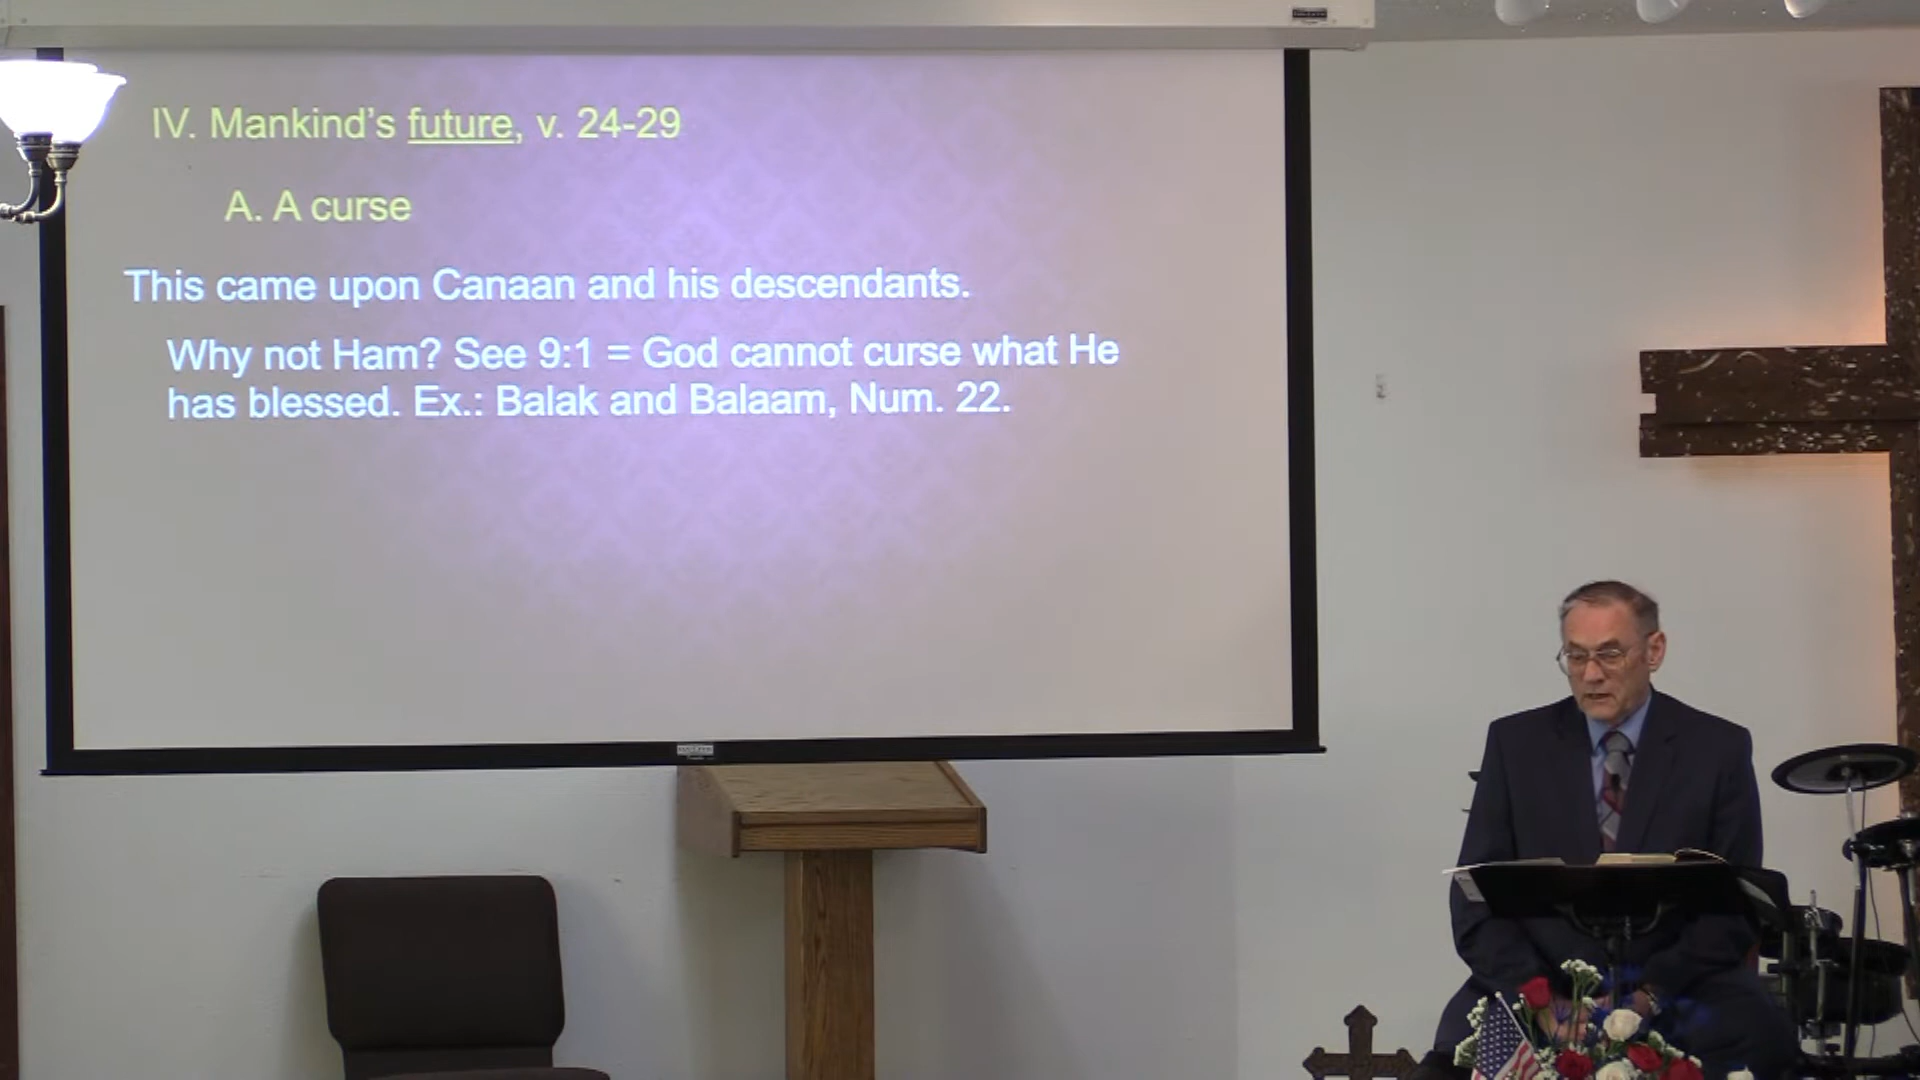 IV. Mankind's future, v. 24-29
A. A curse
This came upon Canaan and his descendants.
Why not Ham? See 9:1 = God cannot curse what He
has blessed. Ex.: Balak and Balaam, Num. 22.